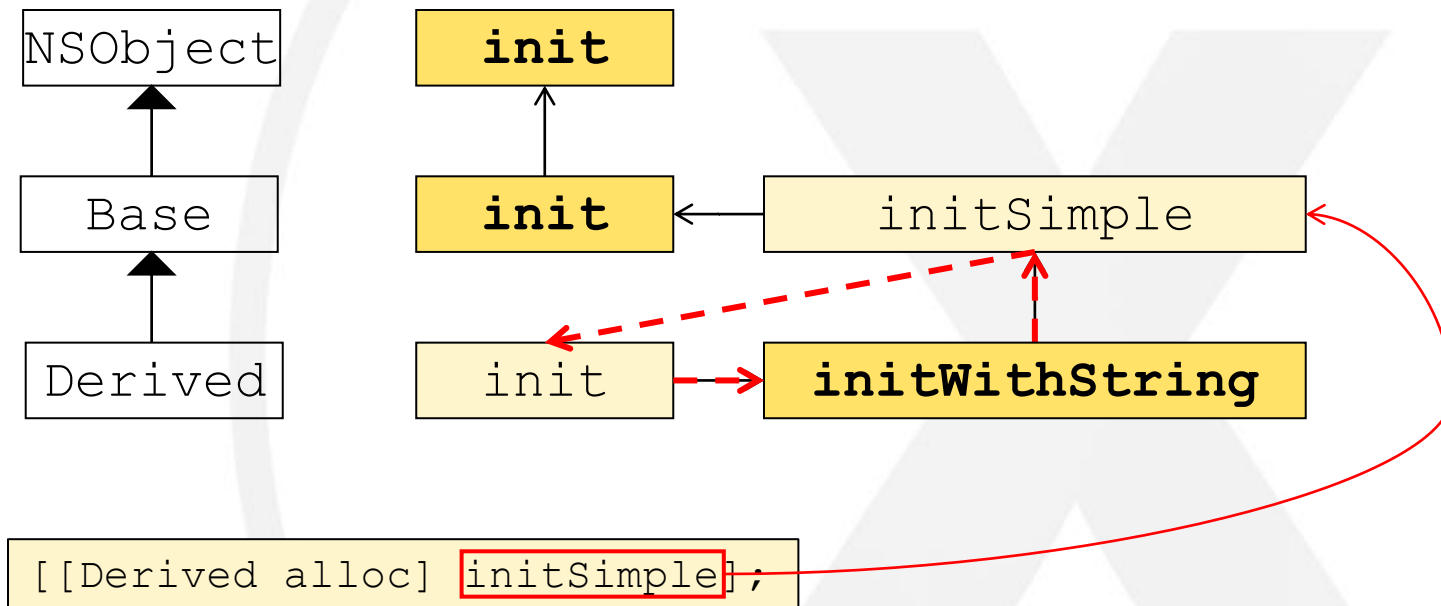 NSObject
init
Base
init
initSimple
Derived
init
initWithString
[[Derived alloc] initSimple];